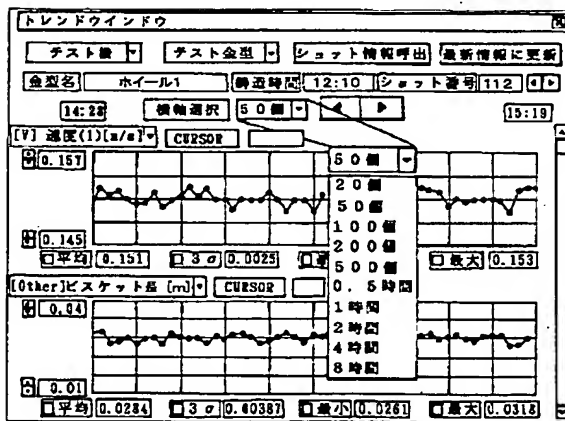 トレンドウインドウ
テスト機 テスト金型 ショット情報呼出 最新情報に更新
金型名 ホイール1 鋳造時間 12:10 ショット番号 112
14:28 横軸選択 50個 15:19
[V] 速度(1)[m/s] CURSOR
0.157
50個
20個
50個
100個
200個
500個
0.5時間
1時間
2時間
4時間
8時間
0.145
平均 0.151 3σ 0.0025 最大 0.153
[Other]ビスケット長 [m] CURSOR
0.04
0.01
平均 0.0284 3σ 0.00387 最小 0.0261 最大 0.0318